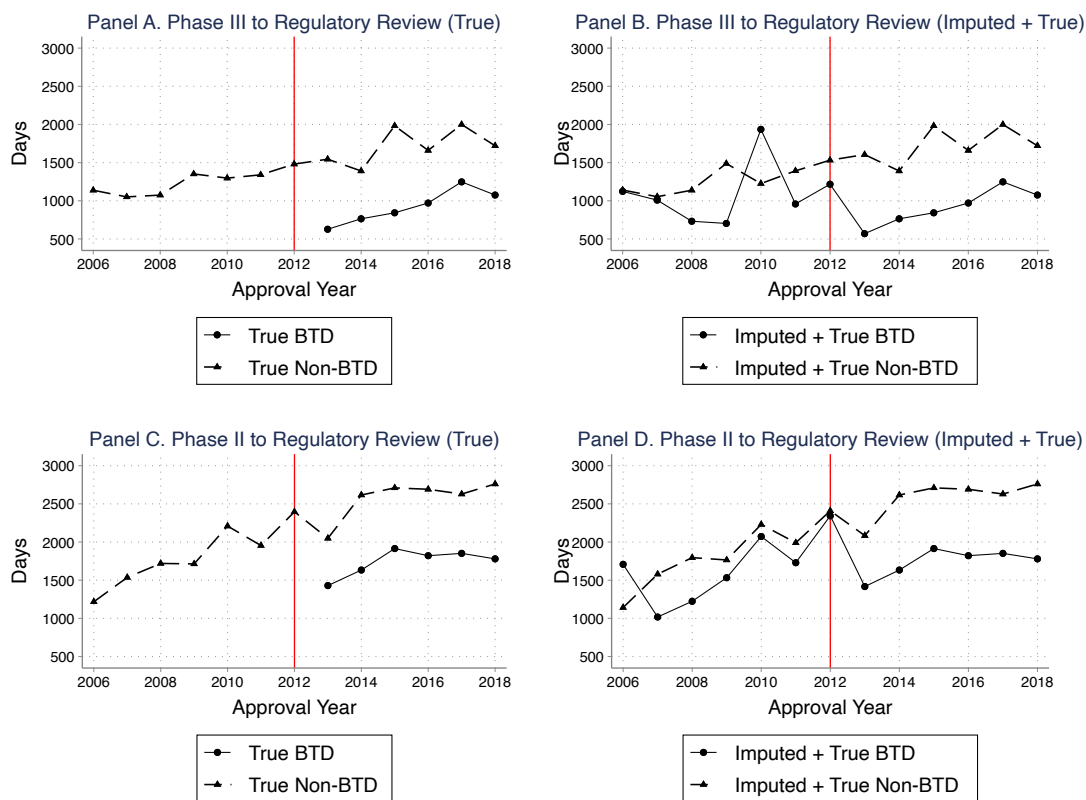 Panel A. Phase III to Regulatory Review (True)
3000
2500
2000
1500
1000
500
Days
2006 2008 2010 2012 2014 2016 2018
Approval Year
True BTD
True Non-BTD
Panel B. Phase III to Regulatory Review (Imputed + True)
3000
2500
2000
1500
1000
500
Days
2006 2008 2010 2012 2014 2016 2018
Approval Year
Imputed + True BTD
Imputed + True Non-BTD
Panel C. Phase II to Regulatory Review (True)
3000
2500
2000
1500
1000
500
Days
2006 2008 2010 2012 2014 2016 2018
Approval Year
True BTD
True Non-BTD
Panel D. Phase II to Regulatory Review (Imputed + True)
3000
2500
2000
1500
1000
500
Days
2006 2008 2010 2012 2014 2016 2018
Approval Year
Imputed + True BTD
Imputed + True Non-BTD